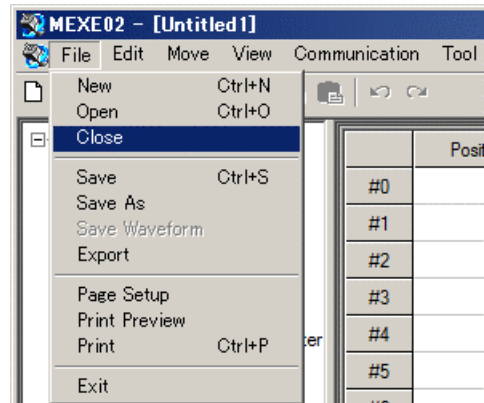 MEXE02 - [Untitled1]
File Edit Move View Communication Tool
New Ctrl+N
Open Ctrl+O
Close
Save Ctrl+S
Save As
Save Waveform
Export
Page Setup
Print Preview
Print Ctrl+P
Exit
Posit
#0
#1
#2
#3
ter
#4
#5